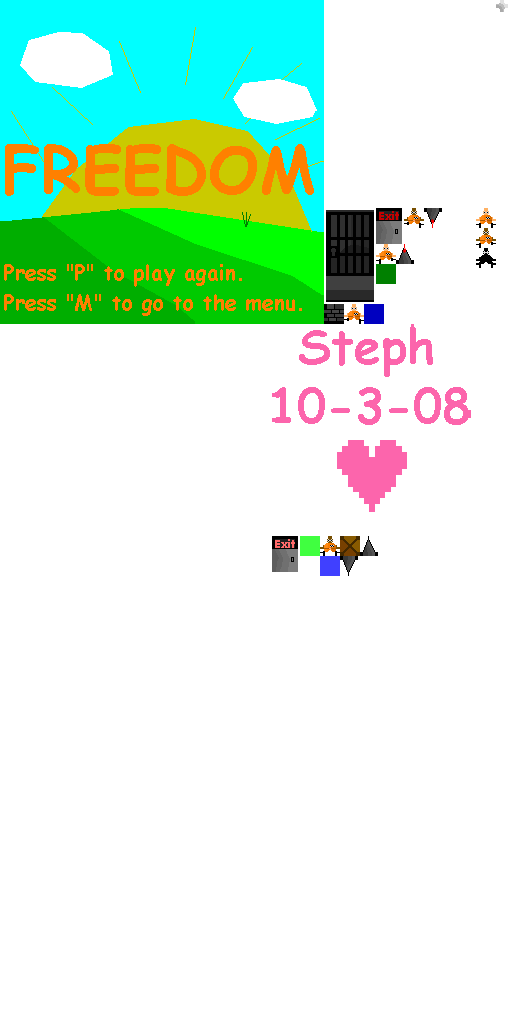 FREEDOM
Exit
Press "P" to play again.
Press "M" to go to the menu.
Steph
10-3-08
Exit